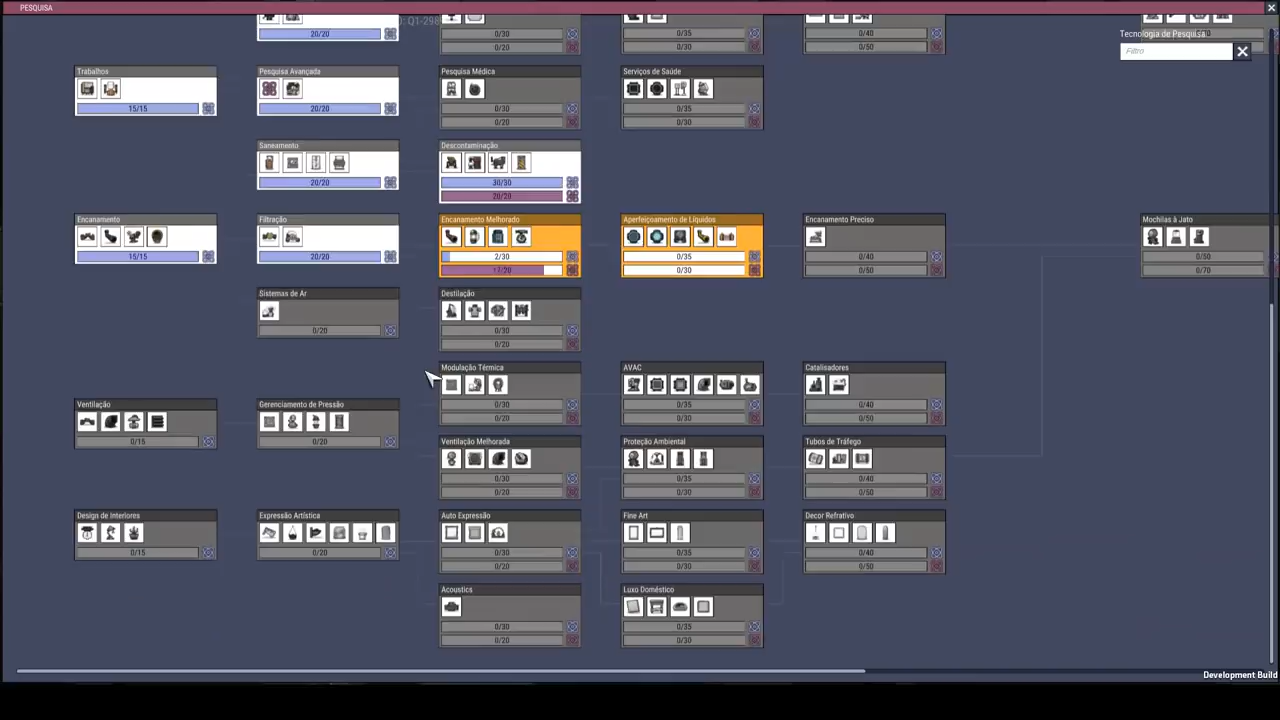 PESQUISA
: Q1-298
Tecnologia de Pesquisa
Filtro
20/20
0/30
0/20
0/35
0/30
0/40
0/50
Trabalhos
15/15
Pesquisa Avançada
20/20
Pesquisa Médica
0/30
0/20
Serviços de Saúde
0/35
0/30
Saneamento
20/20
Descontaminação
30/30
20/20
Encanamento
15/15
Filtração
20/20
Encanamento Melhorado
2/30
17/20
Aperfeiçoamento de Líquidos
0/35
0/30
Encanamento Preciso
0/40
0/50
Mochilas à Jato
0/50
0/70
Sistemas de Ar
0/20
Destilação
0/30
0/20
Modulação Térmica
0/30
0/20
AVAC
0/35
0/30
Catalisadores
0/40
0/50
Ventilação
0/15
Gerenciamento de Pressão
0/20
Ventilação Melhorada
0/30
0/20
Proteção Ambiental
0/35
0/30
Tubos de Tráfego
0/40
0/50
Design de Interiores
0/15
Expressão Artística
0/20
Auto Expressão
0/30
0/20
Fine Art
0/35
0/30
Decor Refrativo
0/40
0/50
Acoustics
0/30
0/20
Luxo Doméstico
0/35
0/30
Development Build